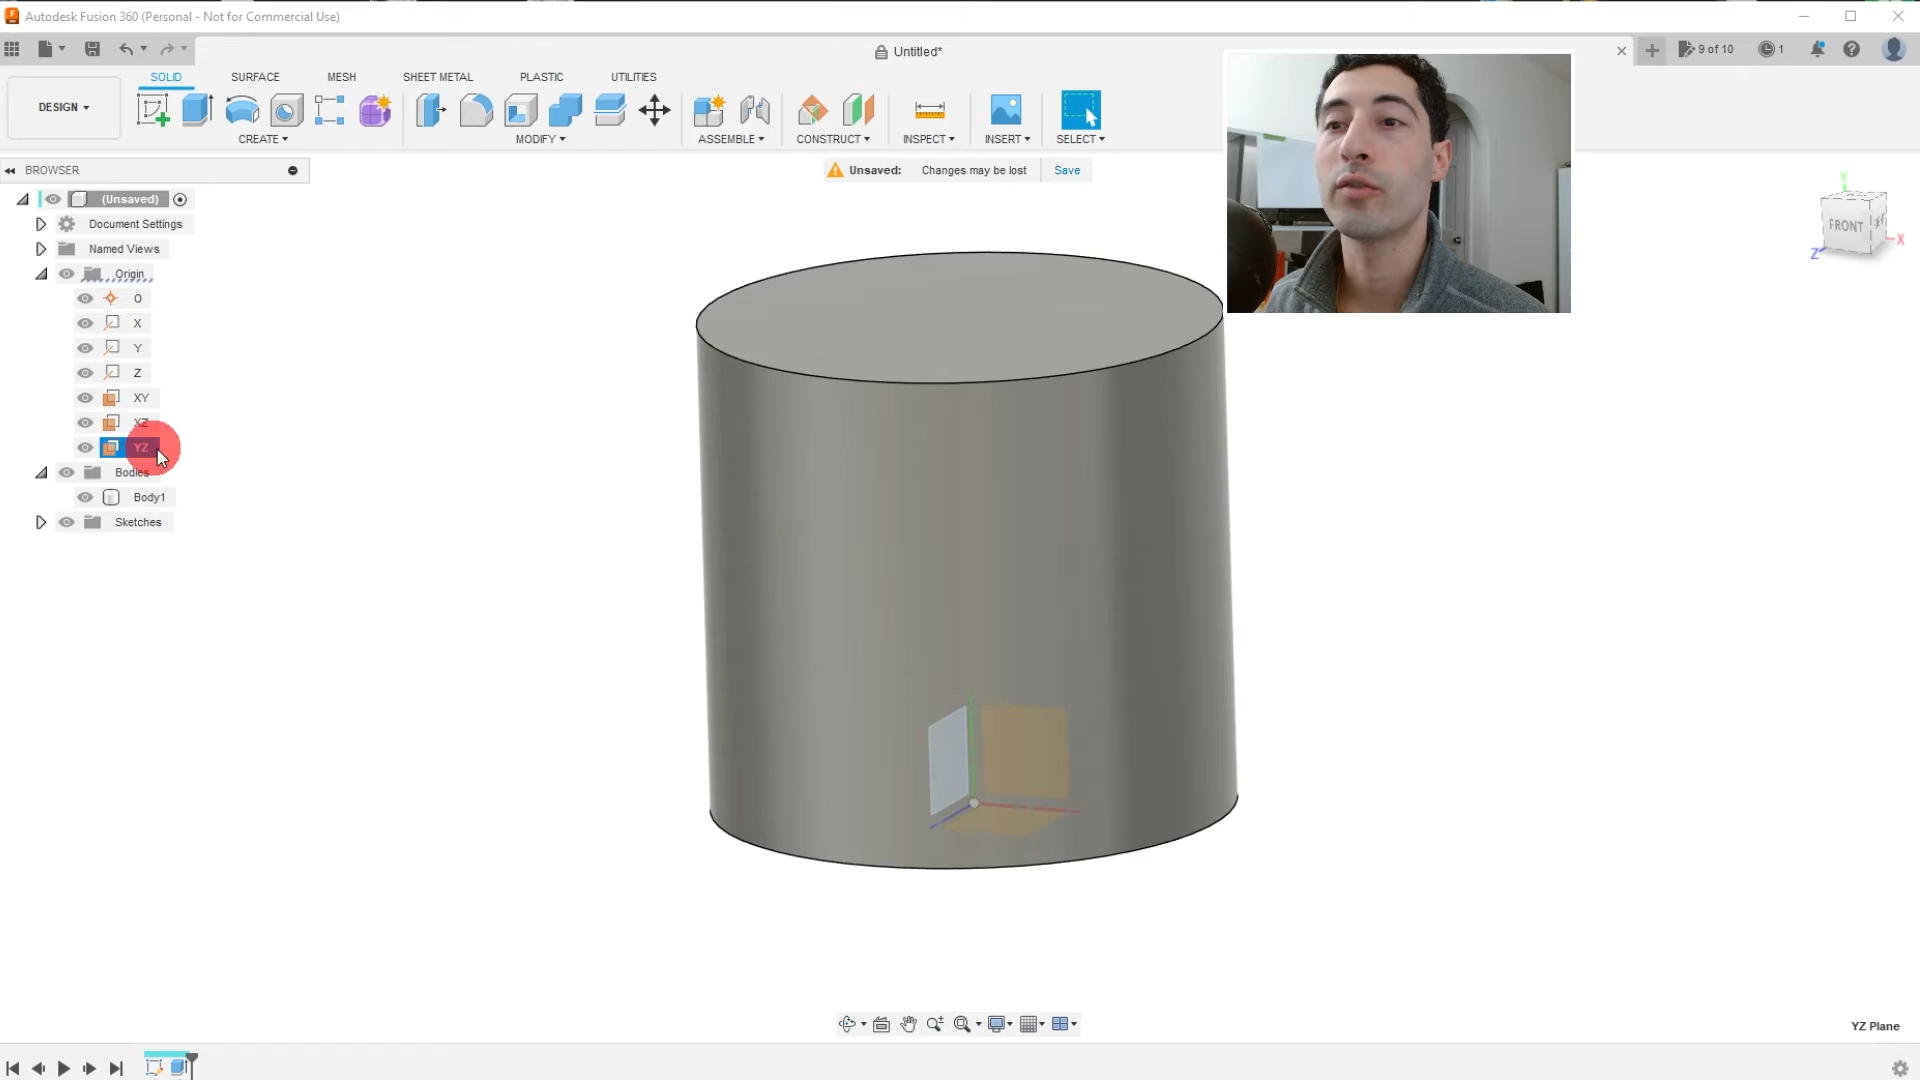 Autodesk Fusion 360 (Personal - Not for Commercial Use)
Untitled*
9 of 10
1
SOLID
SURFACE
MESH
SHEET METAL
PLASTIC
UTILITIES
DESIGN
CREATE
MODIFY
ASSEMBLE
CONSTRUCT
INSPECT
INSERT
SELECT
BROWSER
Unsaved:
Changes may be lost
Save
(Unsaved)
Document Settings
Named Views
Origin
O
X
Y
Z
XY
XZ
YZ
Bodies
Body1
Sketches
Y
FRONT
X
Z
YZ Plane